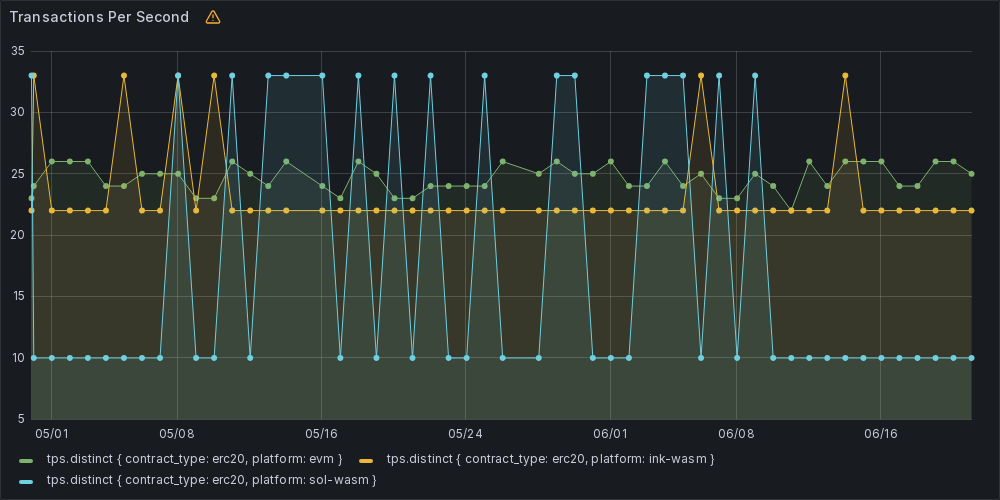 Transactions Per Second
35
30
25
20
15
10
5
05/01 05/08 05/16 05/24 06/01 06/08 06/16
tps.distinct { contract_type: erc20, platform: evm } tps.distinct { contract_type: erc20, platform: ink-wasm }
tps.distinct { contract_type: erc20, platform: sol-wasm }